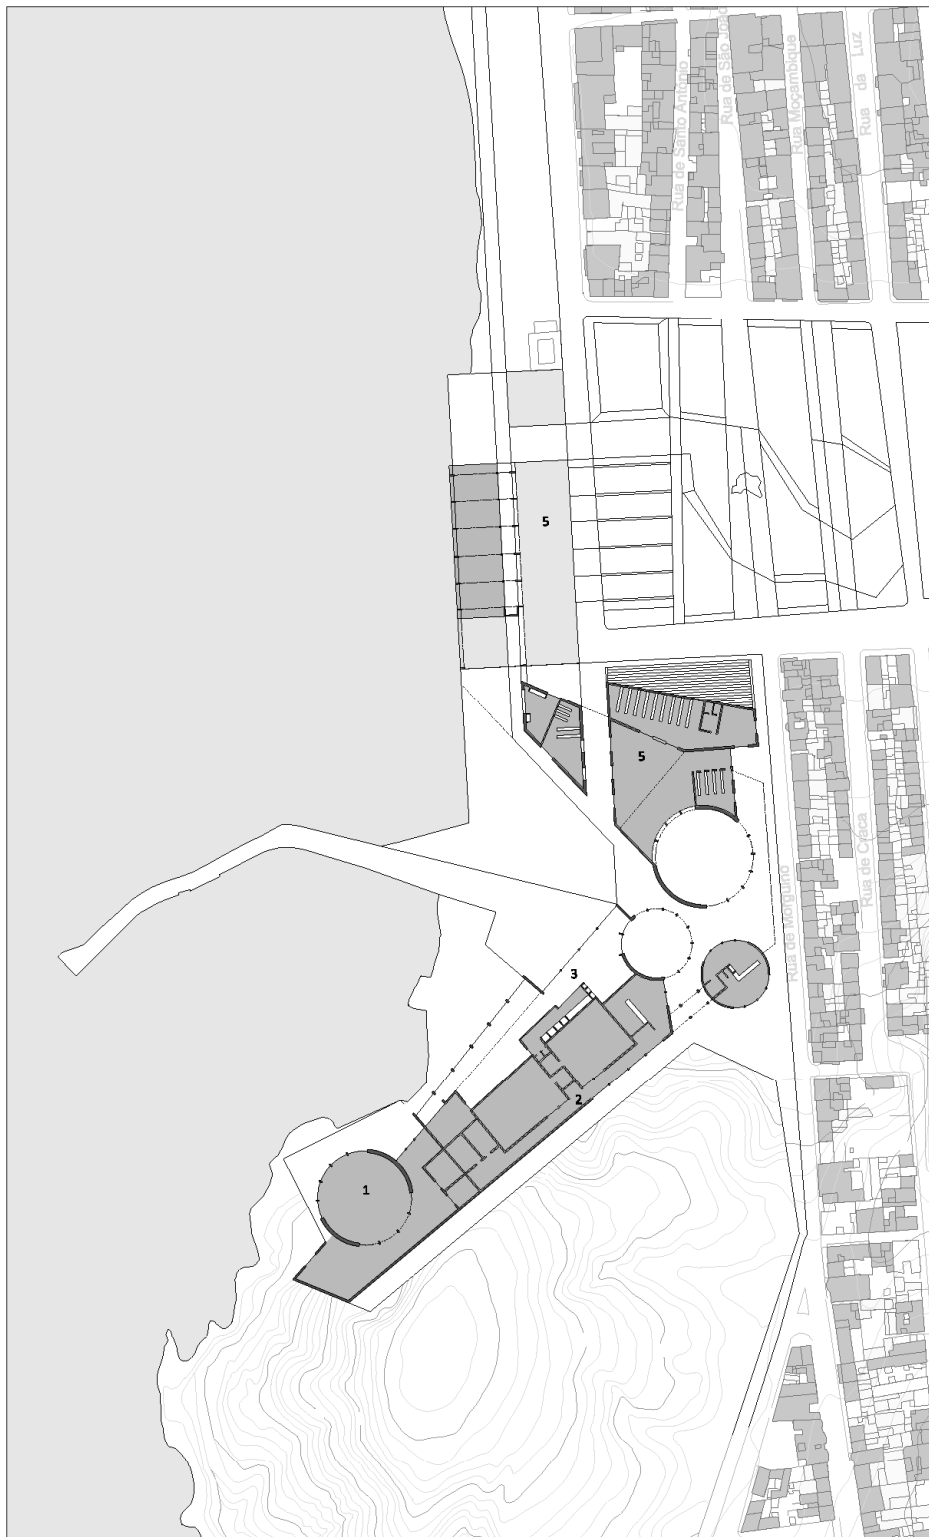 Rua de Santo António
Rua de São João
Rua Moçambique
Rua da Luz
5
5
Rua de Craca
Rua de Morguino
3
2
1